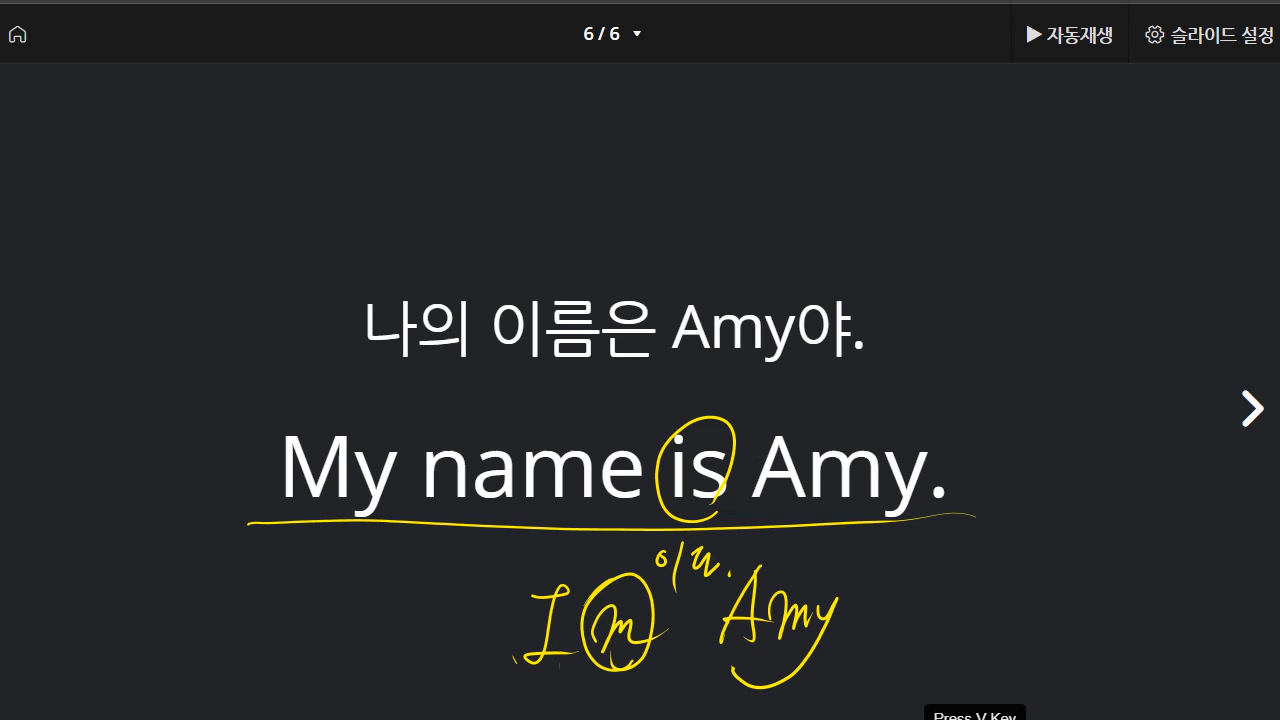 6 / 6
자동재생
슬라이드 설정
나의 이름은 Amy야.
My name is Amy.
이다.
I m Amy
Press V Key